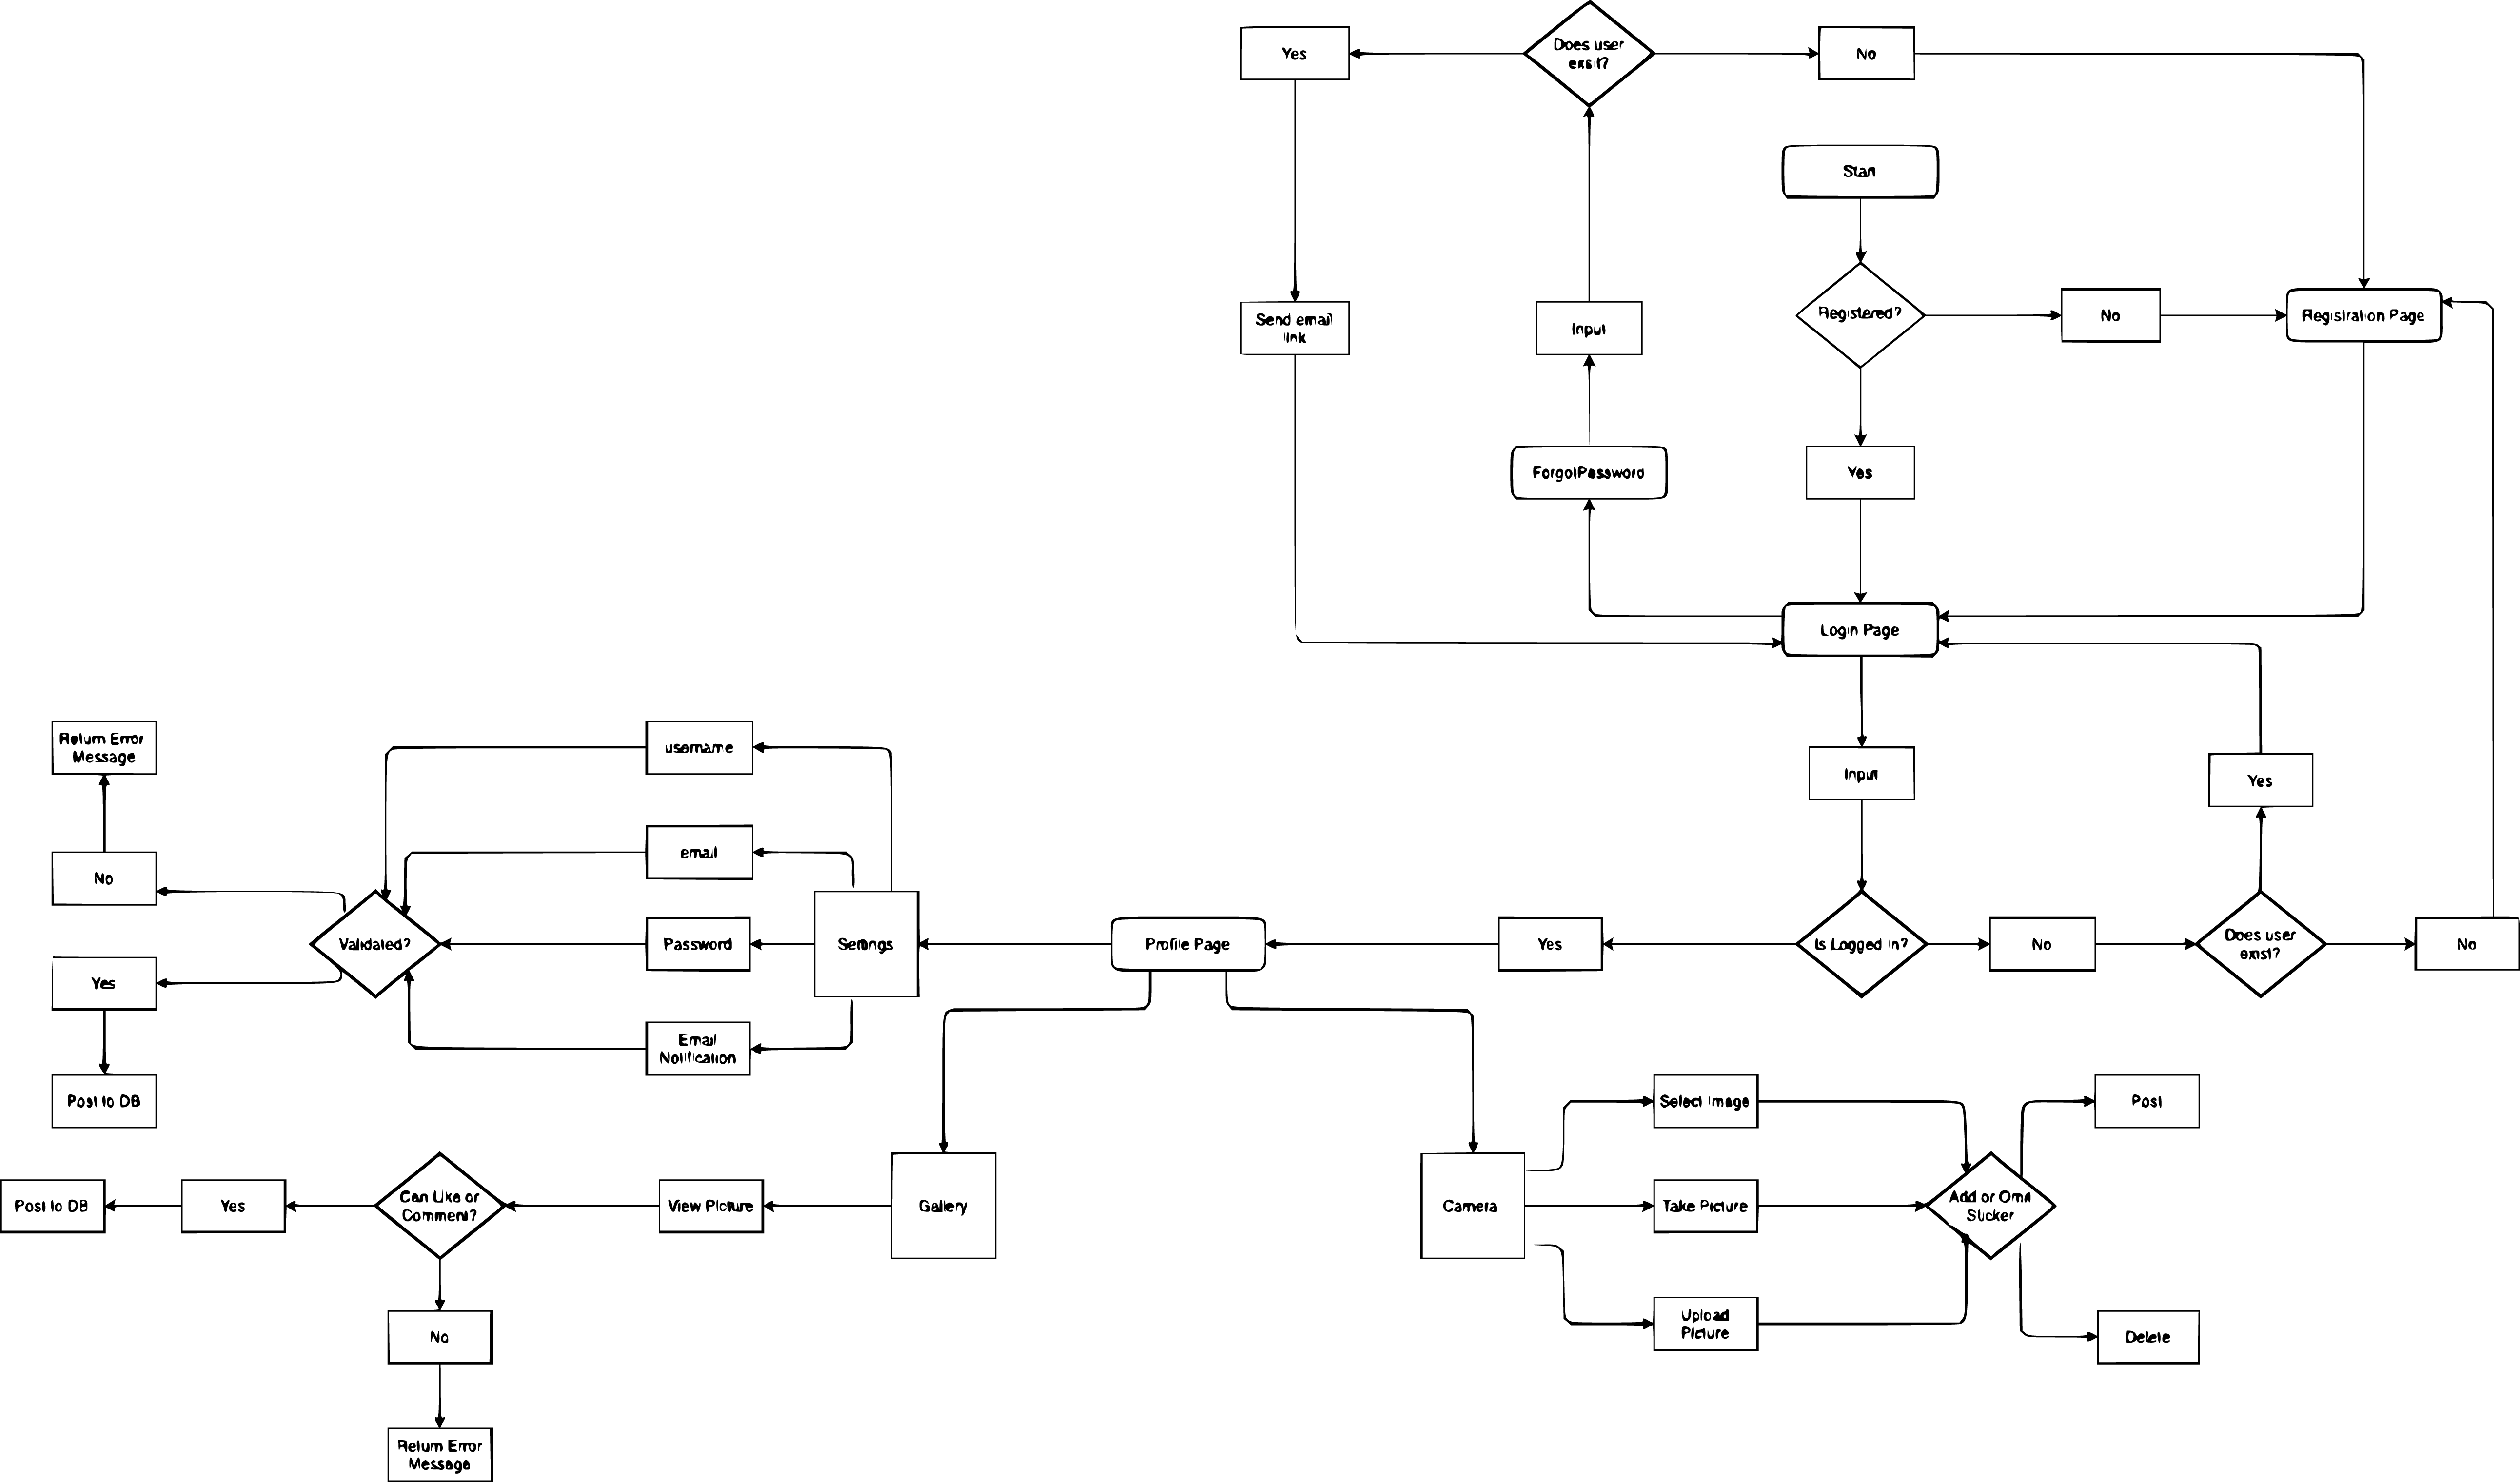 Yes
Does user
exsit?
No
Start
Send email
link
Input
Registered?
No
Registration Page
ForgotPassword
Yes
Login Page
Return Error
Message
username
Input
Yes
email
No
Validated?
Password
Settings
Profile Page
Yes
Is Logged in?
No
Does user
exist?
No
Yes
Email
Notification
Post to DB
Select Image
Post
Post to DB
Yes
Can Like or
Comment?
View Picture
Gallery
Camera
Take Picture
Add or Omit
Sticker
Upload
Picture
No
Delete
Return Error
Message